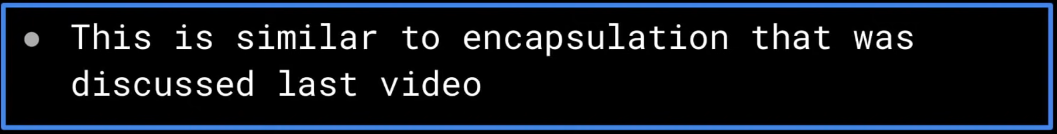 ● This is similar to encapsulation that was
discussed last video